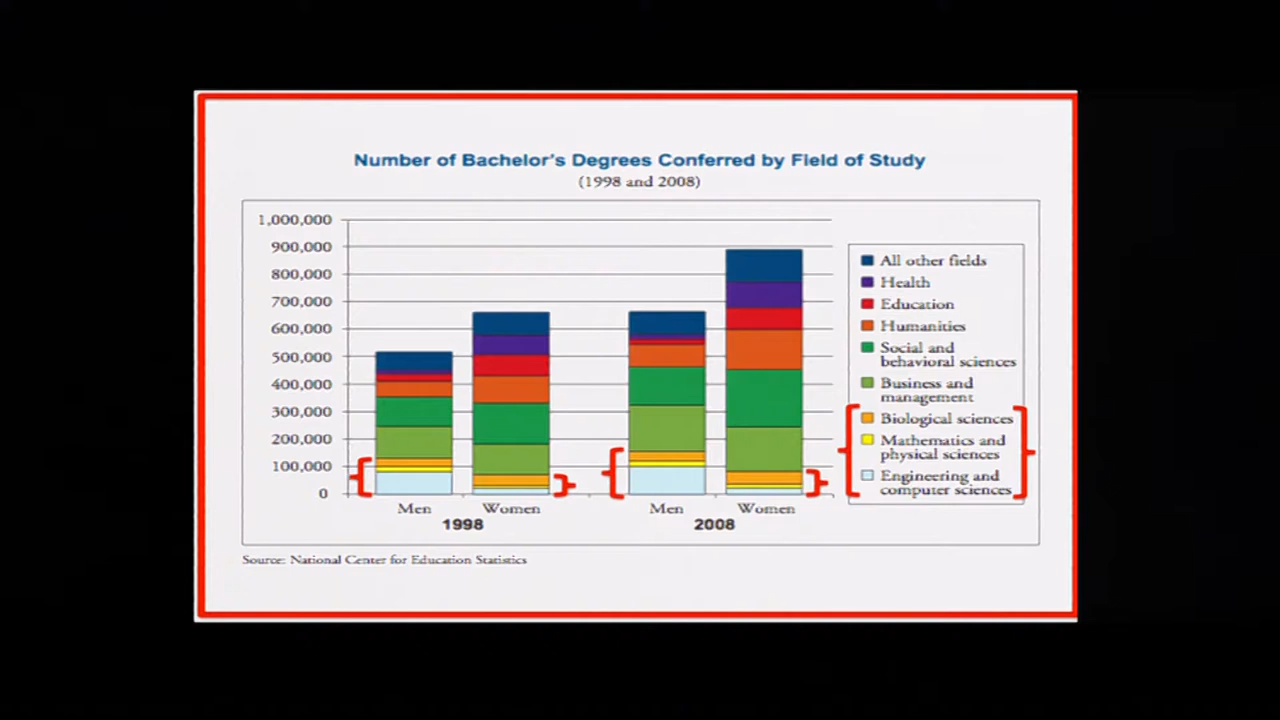 Number of Bachelor's Degrees Conferred by Field of Study
(1998 and 2008)
1,000,000
900,000
800,000
700,000
600,000
500,000
400,000
300,000
200,000
100,000
0
Men
Women
Men
Women
1998
2008
All other fields
Health
Education
Humanities
Social and
behavioral sciences
Business and
management
Biological sciences
Mathematics and
physical sciences
Engineering and
computer sciences
Source: National Center for Education Statistics